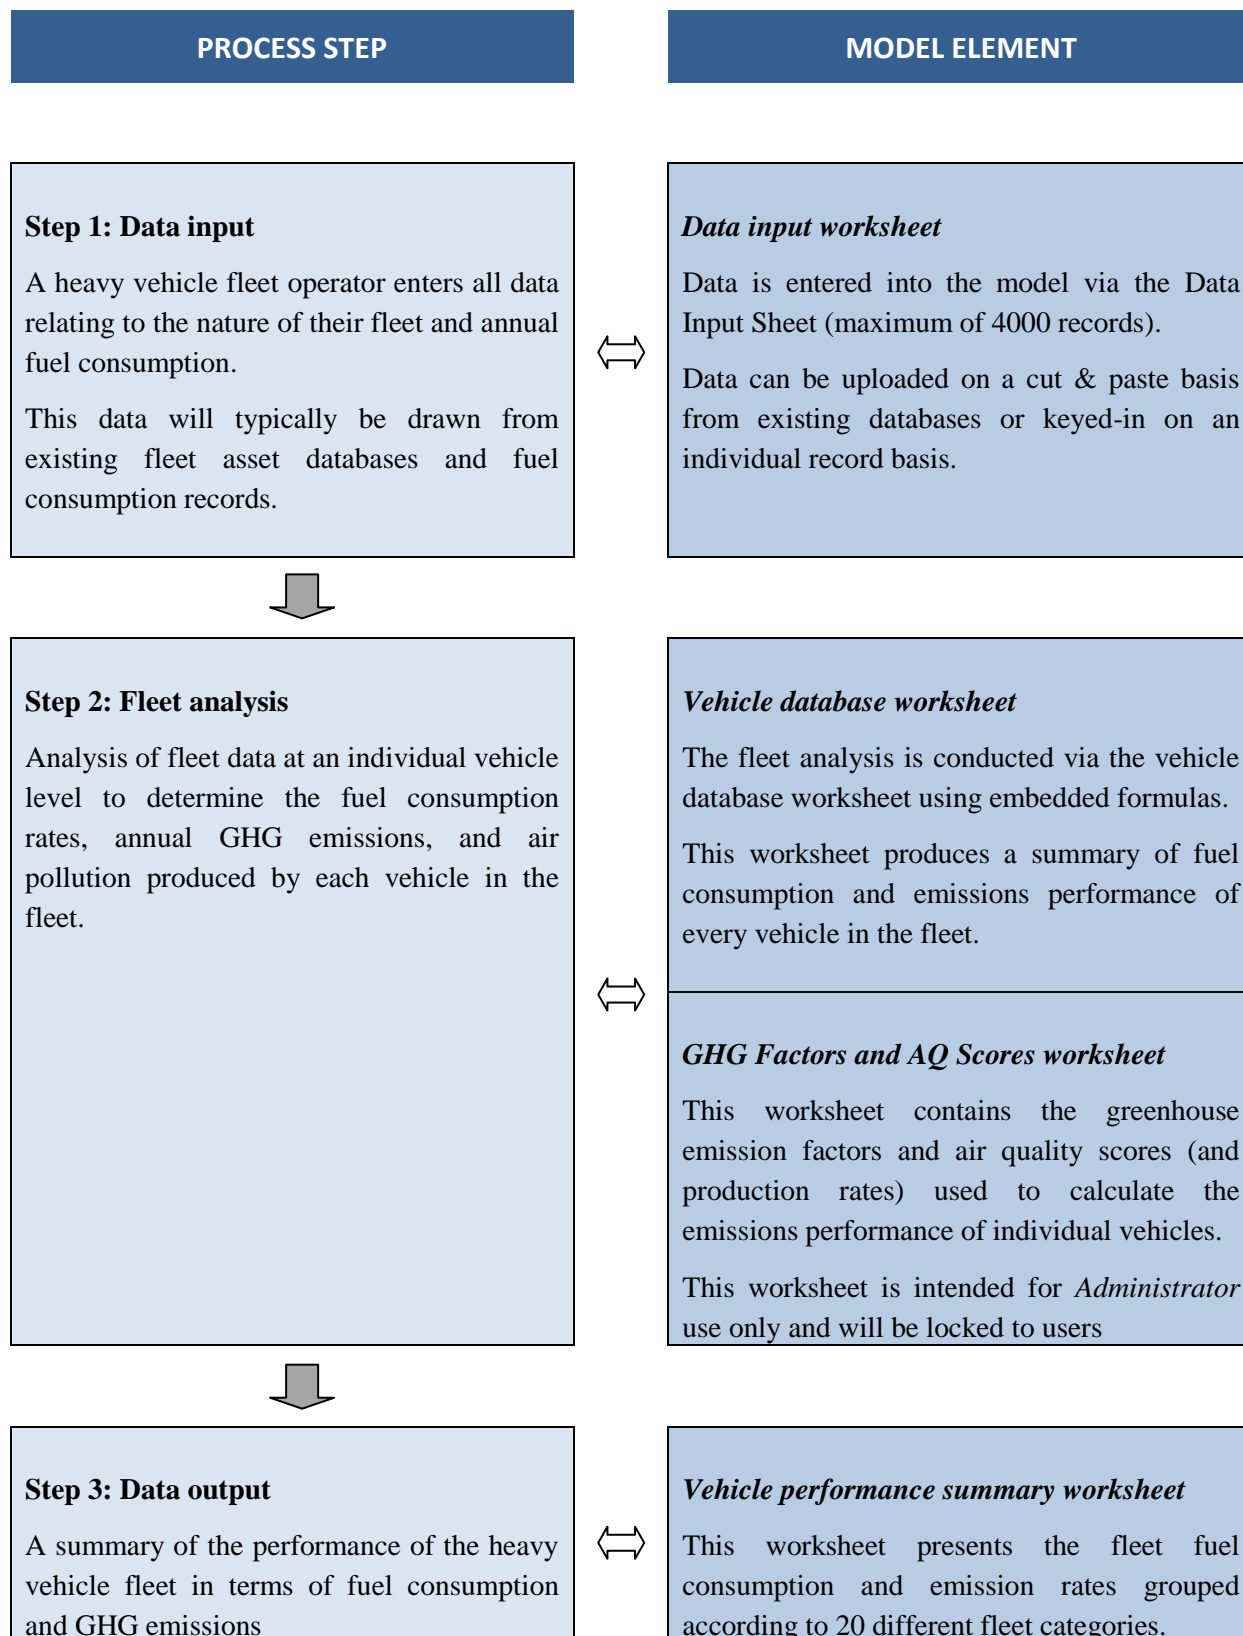 PROCESS STEP
MODEL ELEMENT
Step 1: Data input
A heavy vehicle fleet operator enters all data
relating to the nature of their fleet and annual
fuel consumption.
This data will typically be drawn from
existing fleet asset databases and fuel
consumption records.
Data input worksheet
Data is entered into the model via the Data
Input Sheet (maximum of 4000 records).
Data can be uploaded on a cut & paste basis
from existing databases or keyed-in on an
individual record basis.
Step 2: Fleet analysis
Analysis of fleet data at an individual vehicle
level to determine the fuel consumption
rates, annual GHG emissions, and air
pollution produced by each vehicle in the
fleet.
Vehicle database worksheet
The fleet analysis is conducted via the vehicle
database worksheet using embedded formulas.
This worksheet produces a summary of fuel
consumption and emissions performance of
every vehicle in the fleet.
GHG Factors and AQ Scores worksheet
This worksheet contains the greenhouse
emission factors and air quality scores (and
production rates) used to calculate the
emissions performance of individual vehicles.
This worksheet is intended for Administrator
use only and will be locked to users
Step 3: Data output
A summary of the performance of the heavy
vehicle fleet in terms of fuel consumption
and GHG emissions
Vehicle performance summary worksheet
This worksheet presents the fleet fuel
consumption and emission rates grouped
according to 20 different fleet categories.